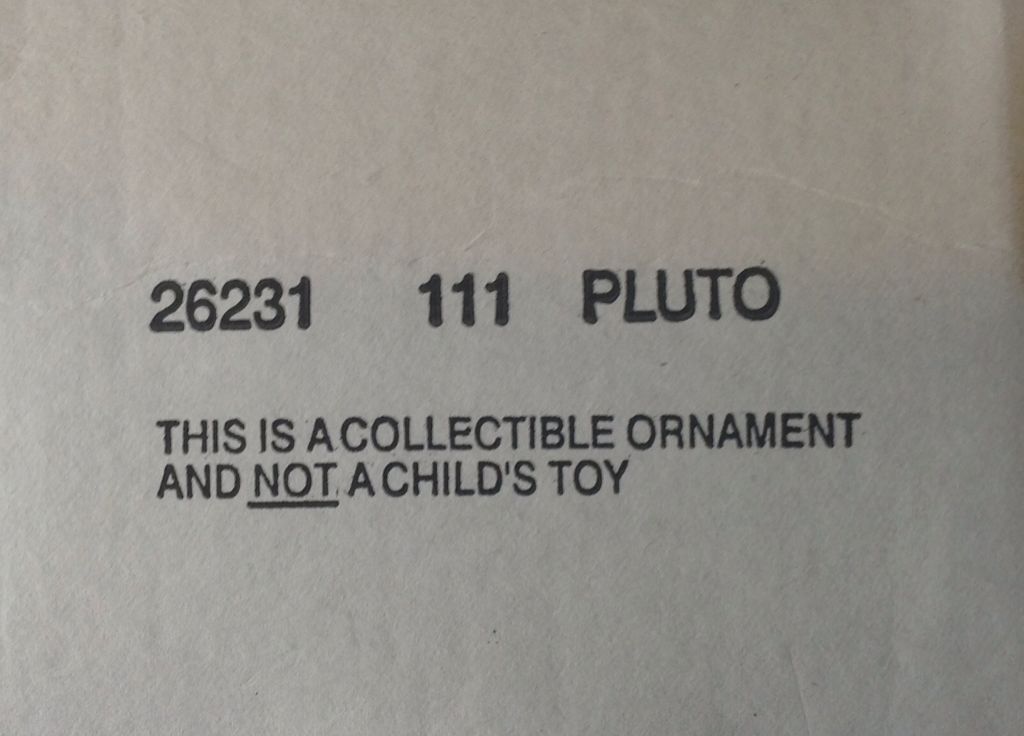 26231 111 PLUTO
THIS IS A COLLECTIBLE ORNAMENT
AND NOT A CHILD'S TOY